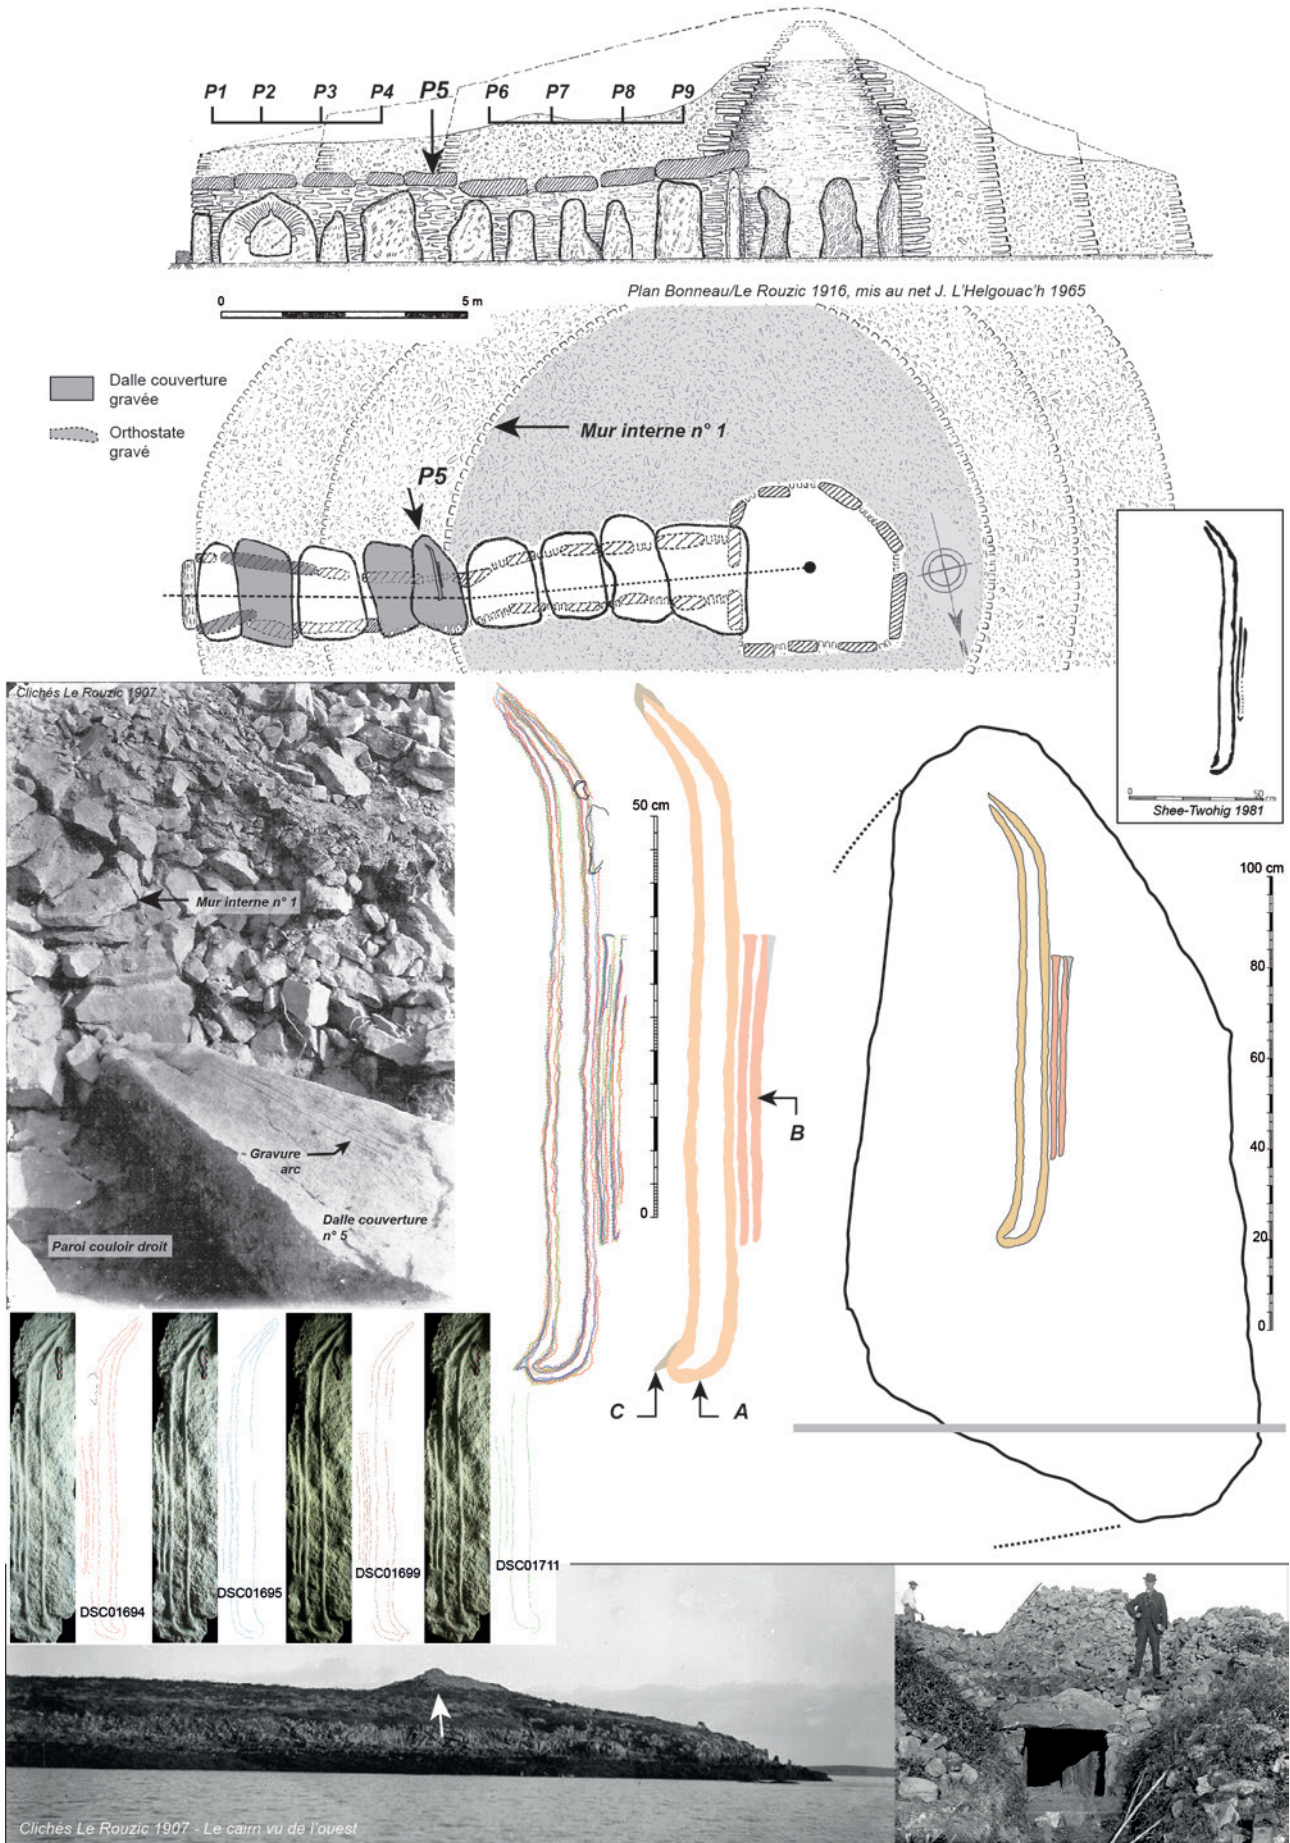 P1 P2 P3 P4 P5 P6 P7 P8 P9
0 5 m
Plan Bonneau/Le Rouzic 1916, mis au net J. L'Helgouac'h 1965
Dalle couverture
gravée
Orthostate
gravé
Mur interne n° 1
P5
0 50 cm
Shee-Twohig 1981
Clichés Le Rouzic 1907
Mur interne n° 1
Gravure
arc
Dalle couverture
n° 5
Paroi couloir droit
50 cm
0
B
C
A
100 cm
80
60
40
20
0
DSC01694
DSC01695
DSC01699
DSC01711
Clichés Le Rouzic 1907 - Le cairn vu de l'ouest